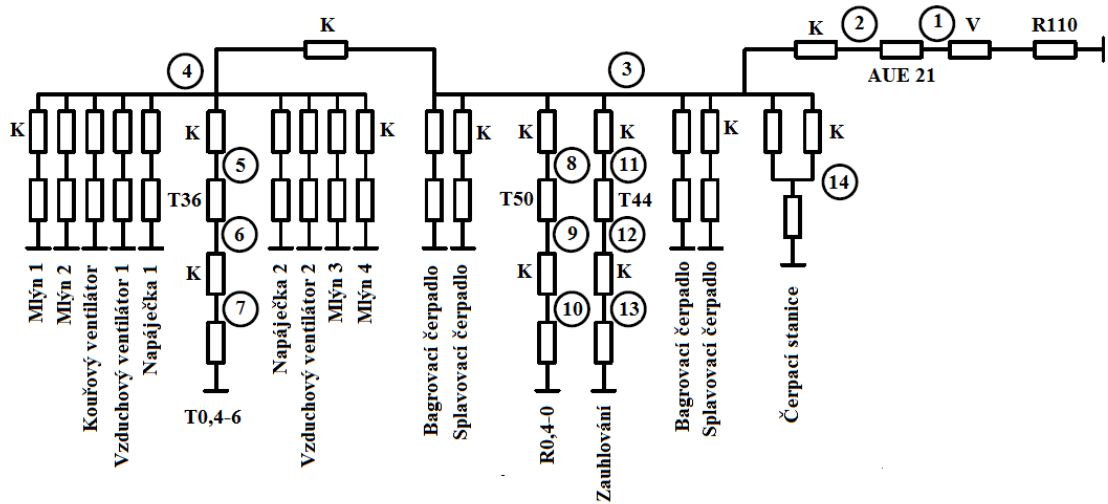 K
K
2
1
V
R110
AUE 21
4
3
K
K
K
K
K
K
K
K
5
8
11
14
T36
T50
T44
6
9
12
K
K
K
7
10
13
Mlýn 1
Mlýn 2
Kouřový ventilátor
Vzduchový ventilátor 1
Napáječka 1
T0,4-6
Napáječka 2
Vzduchový ventilátor 2
Mlýn 3
Mlýn 4
Bagrovací čerpadlo
Splavovací čerpadlo
R0,4-0
Zauhlování
Bagrovací čerpadlo
Splavovací čerpadlo
Čerpací stanice